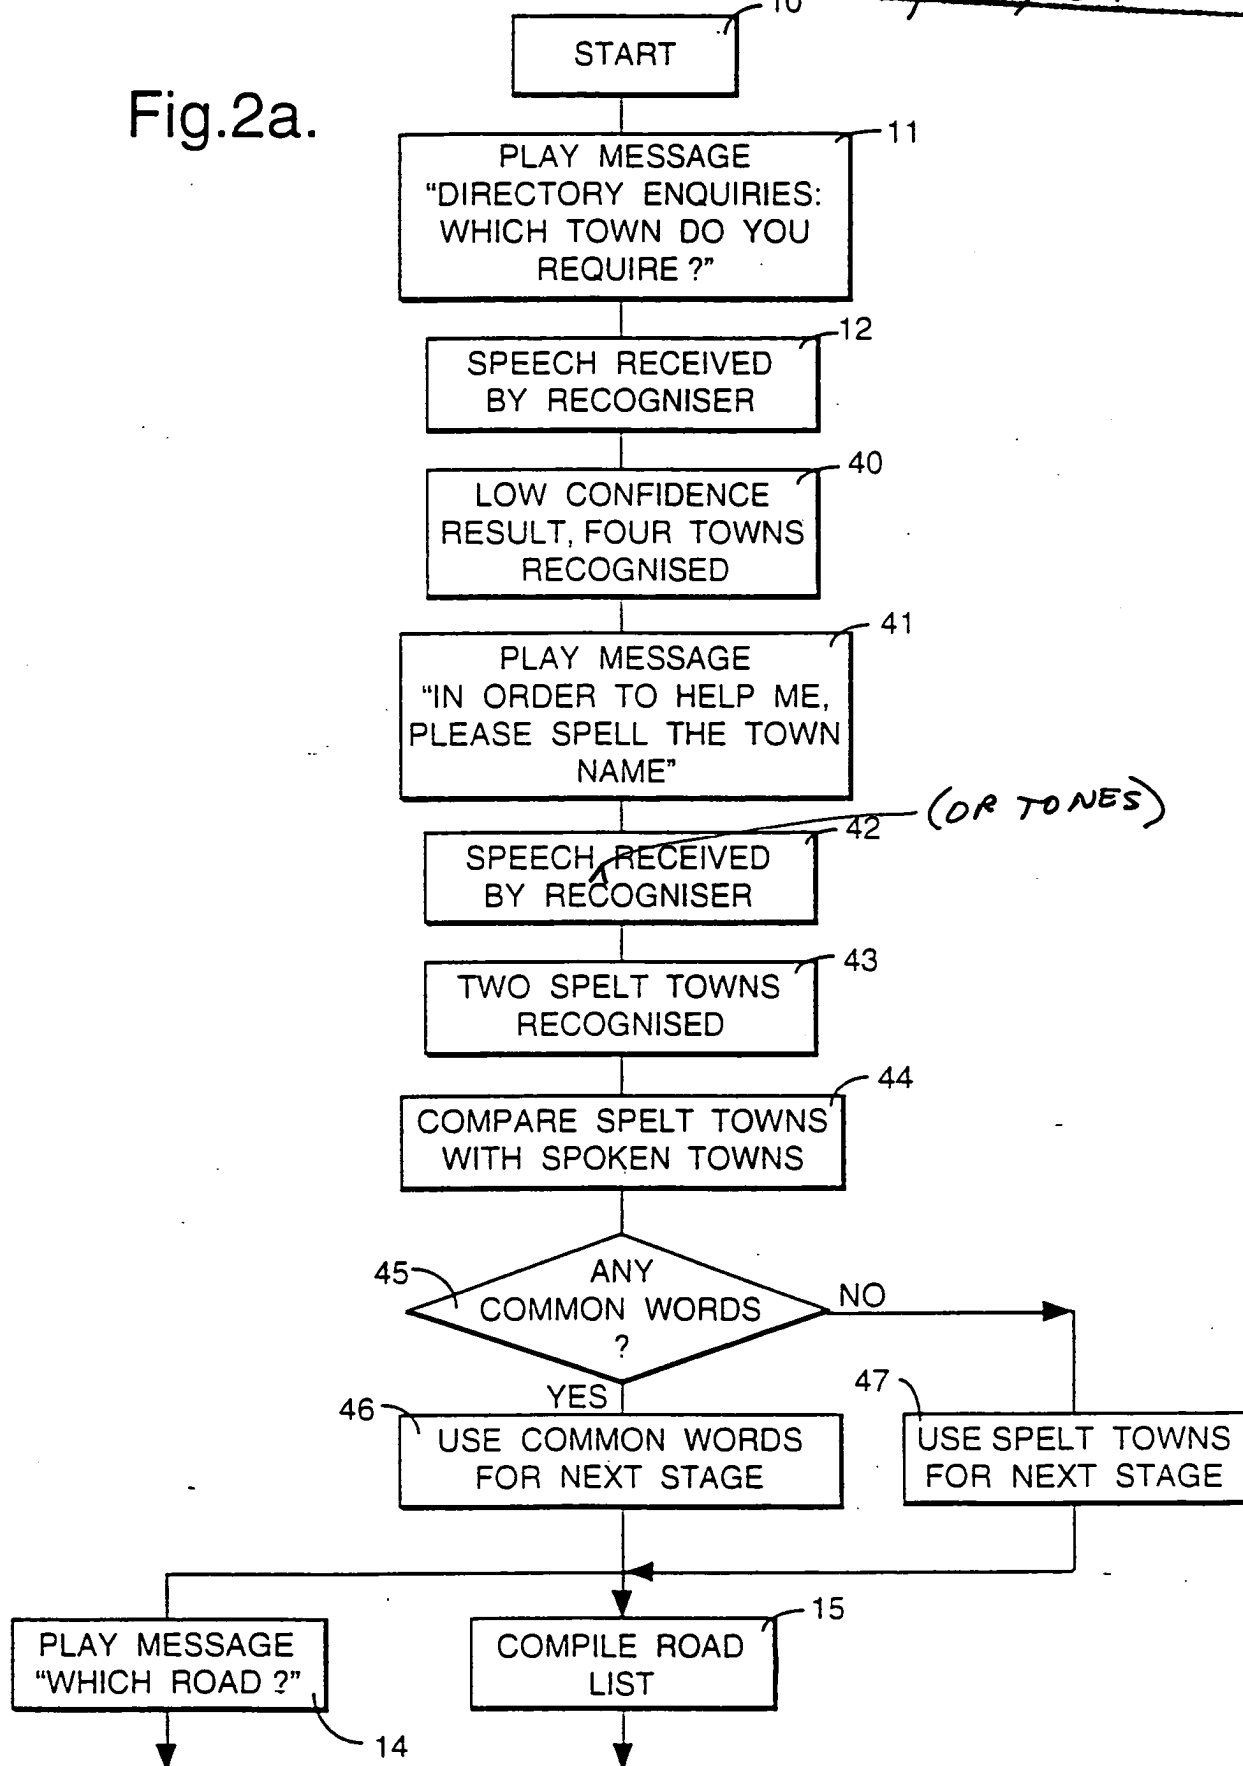 10
START
Fig.2a.
11
PLAY MESSAGE
“DIRECTORY ENQUIRIES:
WHICH TOWN DO YOU
REQUIRE ?”
12
SPEECH RECEIVED
BY RECOGNISER
40
LOW CONFIDENCE
RESULT, FOUR TOWNS
RECOGNISED
41
PLAY MESSAGE
“IN ORDER TO HELP ME,
PLEASE SPELL THE TOWN
NAME”
(OR TONES)
42
SPEECH RECEIVED
BY RECOGNISER
43
TWO SPELT TOWNS
RECOGNISED
44
COMPARE SPELT TOWNS
WITH SPOKEN TOWNS
45
ANY
COMMON WORDS
?
NO
YES
46
USE COMMON WORDS
FOR NEXT STAGE
47
USE SPELT TOWNS
FOR NEXT STAGE
PLAY MESSAGE
“WHICH ROAD ?”
14
15
COMPILE ROAD
LIST